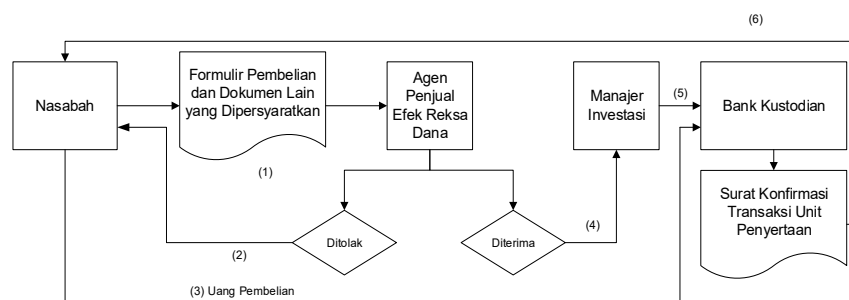 (6)
Nasabah
Formulir Pembelian
dan Dokumen Lain
yang Dipersyaratkan
Agen
Penjual
Efek Reksa
Dana
Manajer
Investasi
(5)
Bank Kustodian
(1)
Surat Konfirmasi
Transaksi Unit
Penyertaan
(2)
Ditolak
Diterima
(4)
(3) Uang Pembelian